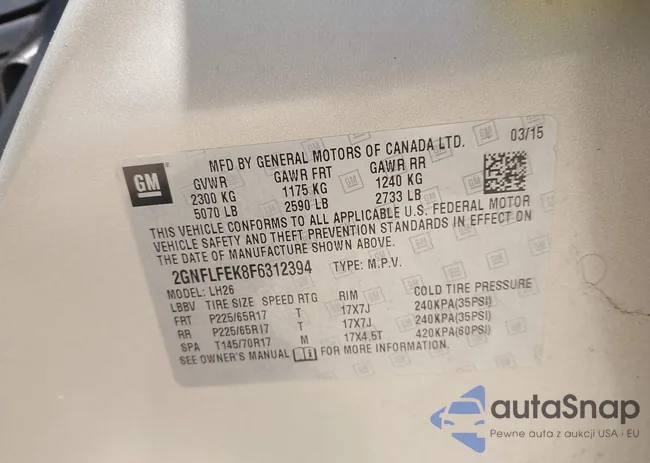 MFD BY GENERAL MOTORS OF CANADA LTD. 03/15
GM
GVWR GAWR FRT GAWR RR
2300 KG 1175 KG 1240 KG
5070 LB 2590 LB 2733 LB
THIS VEHICLE CONFORMS TO ALL APPLICABLE U.S. FEDERAL MOTOR
VEHICLE SAFETY AND THEFT PREVENTION STANDARDS IN EFFECT ON
THE DATE OF MANUFACTURE SHOWN ABOVE.
2GNFLFEK8F6312394 TYPE: M.P.V.
MODEL: LH26
LBBV TIRE SIZE SPEED RTG RIM COLD TIRE PRESSURE
FRT P225/65R17 T 17X7J 240KPA(35PSI)
RR P225/65R17 T 17X7J 240KPA(35PSI)
SPA T145/70R17 M 17X4.5T 420KPA(60PSI)
SEE OWNER'S MANUAL FOR MORE INFORMATION.
autoSnap
Pewne auta z aukcji USA i EU